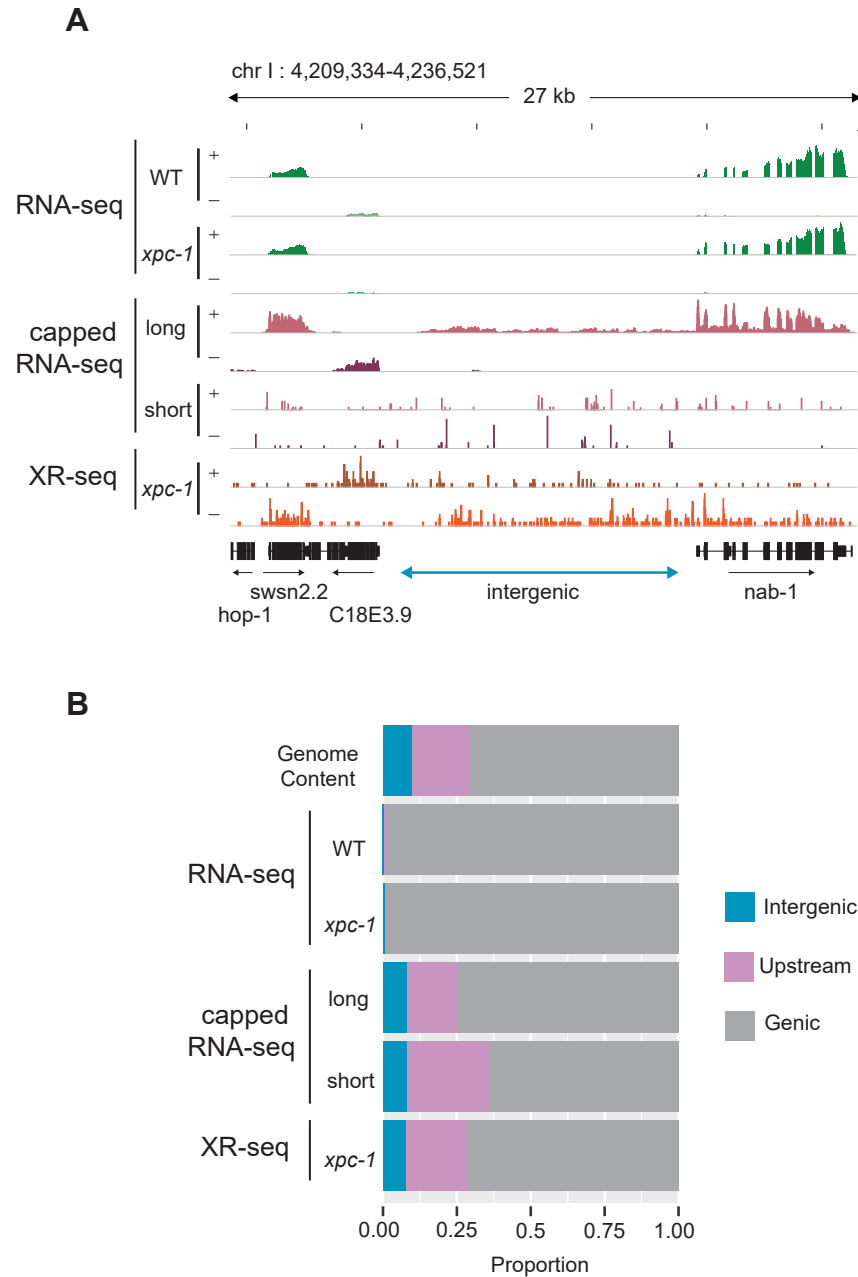 A
chr I : 4,209,334-4,236,521
27 kb
RNA-seq
WT
+
–
xpc-1
+
–
capped
RNA-seq
long
+
–
short
+
–
XR-seq
xpc-1
+
–
swsn2.2
intergenic
nab-1
hop-1
C18E3.9
B
Genome
Content
RNA-seq
WT
xpc-1
capped
RNA-seq
long
short
XR-seq
xpc-1
Intergenic
Upstream
Genic
0.00 0.25 0.5 0.75 1.00
Proportion